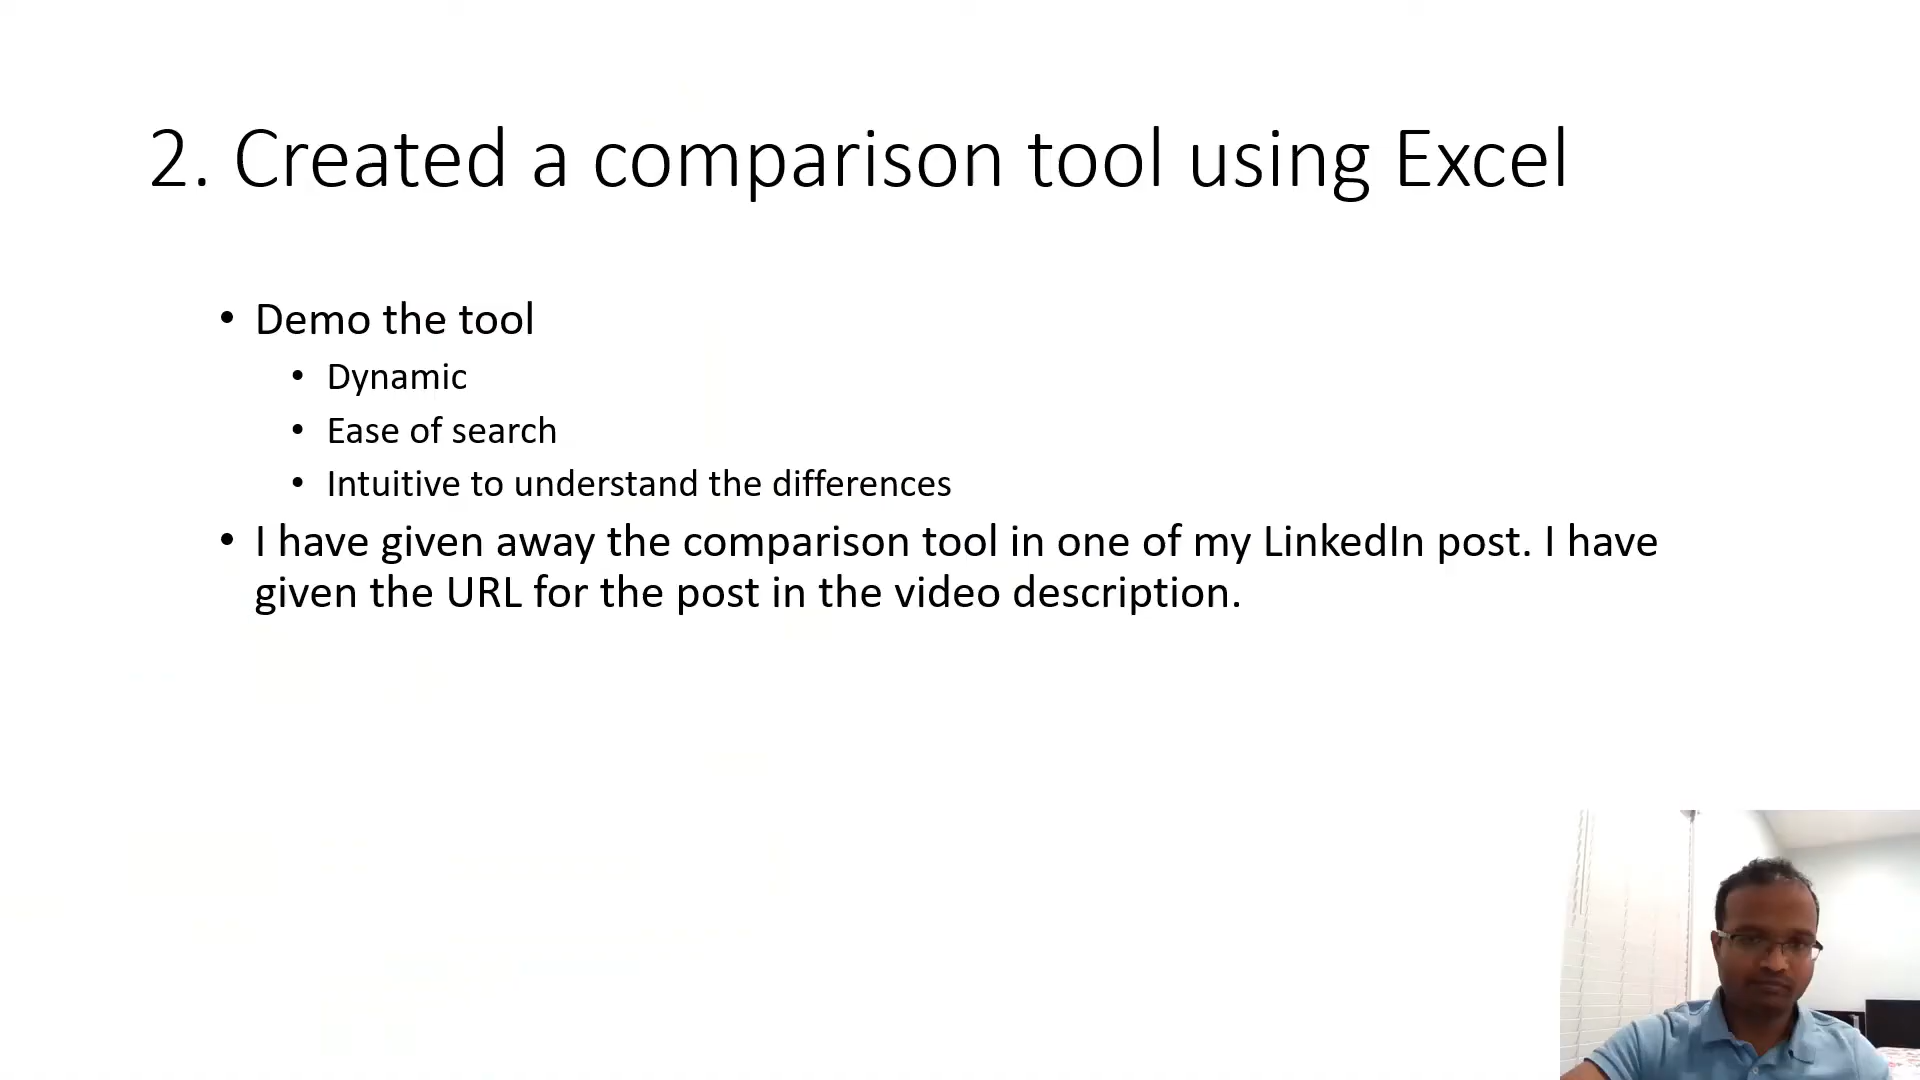 2. Created a comparison tool using Excel
• Demo the tool
• Dynamic
• Ease of search
• Intuitive to understand the differences
• I have given away the comparison tool in one of my LinkedIn post. I have
given the URL for the post in the video description.